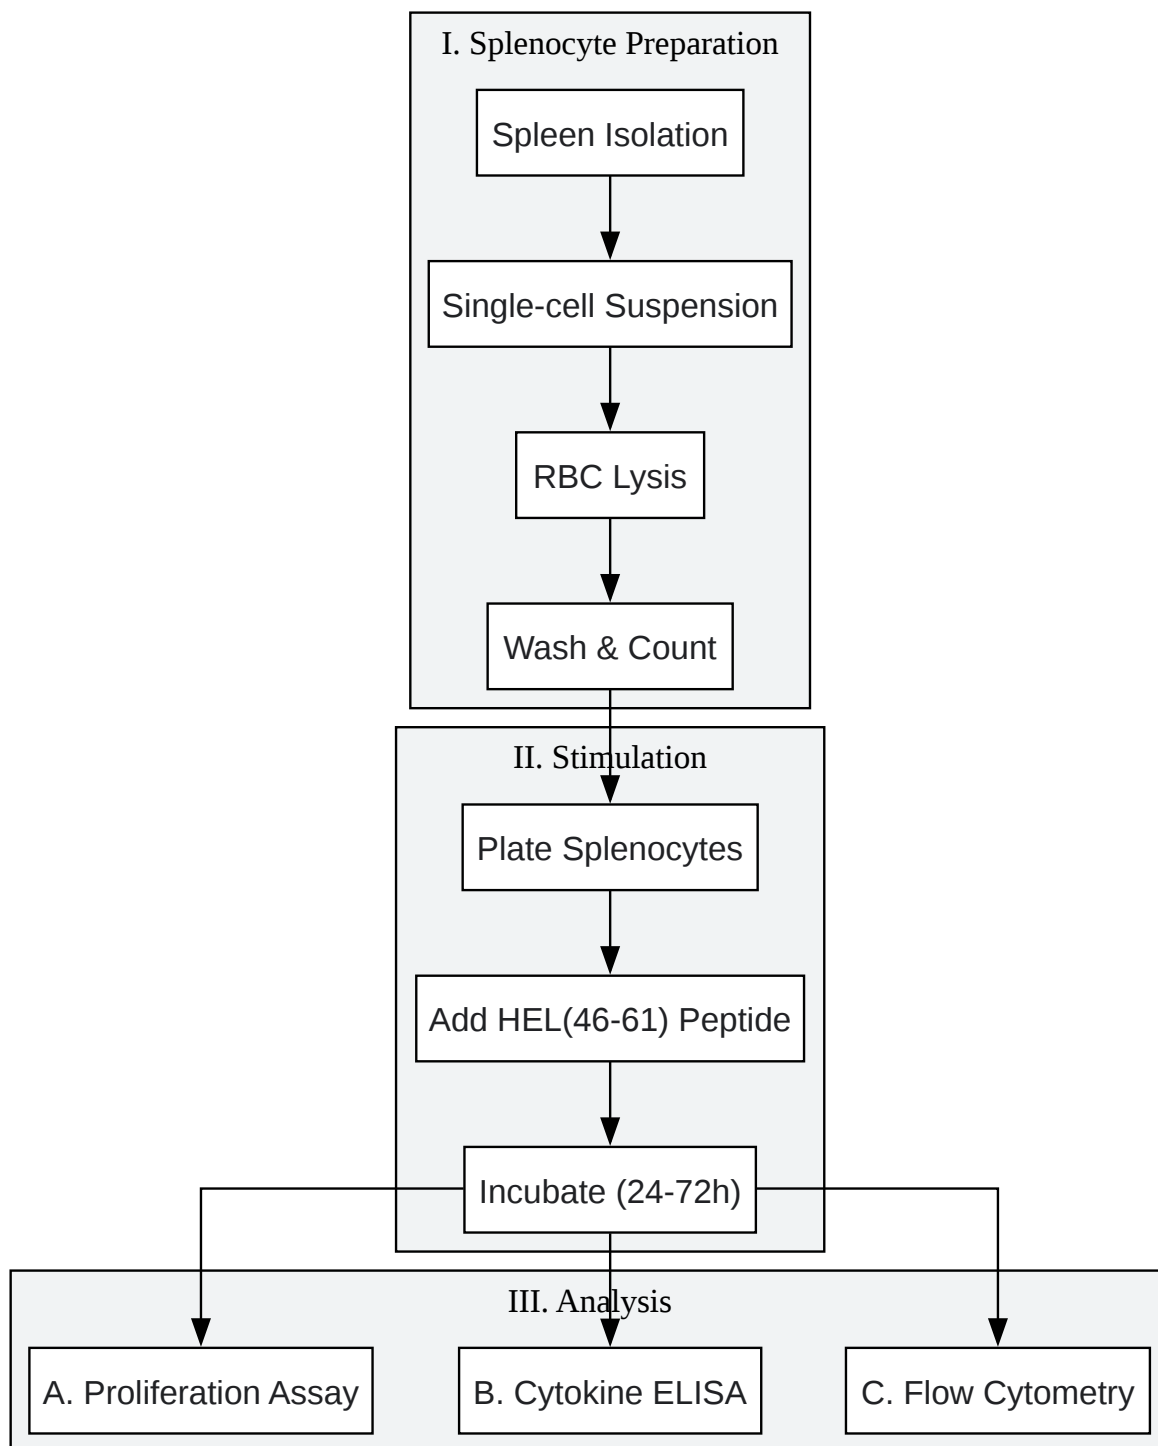 I. Splenocyte Preparation
Spleen Isolation
Single-cell Suspension
RBC Lysis
Wash & Count
II. Stimulation
Plate Splenocytes
Add HEL(46-61) Peptide
Incubate (24-72h)
III. Analysis
A. Proliferation Assay
B. Cytokine ELISA
C. Flow Cytometry